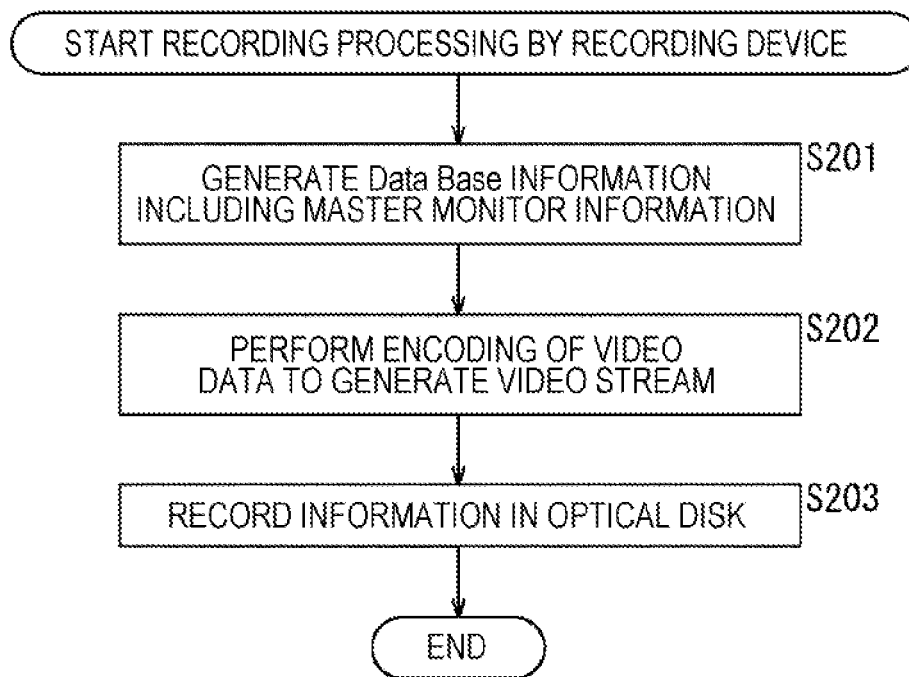 START RECORDING PROCESSING BY RECORDING DEVICE
S201
GENERATE Data Base INFORMATION
INCLUDING MASTER MONITOR INFORMATION
S202
PERFORM ENCODING OF VIDEO
DATA TO GENERATE VIDEO STREAM
S203
RECORD INFORMATION IN OPTICAL DISK
END